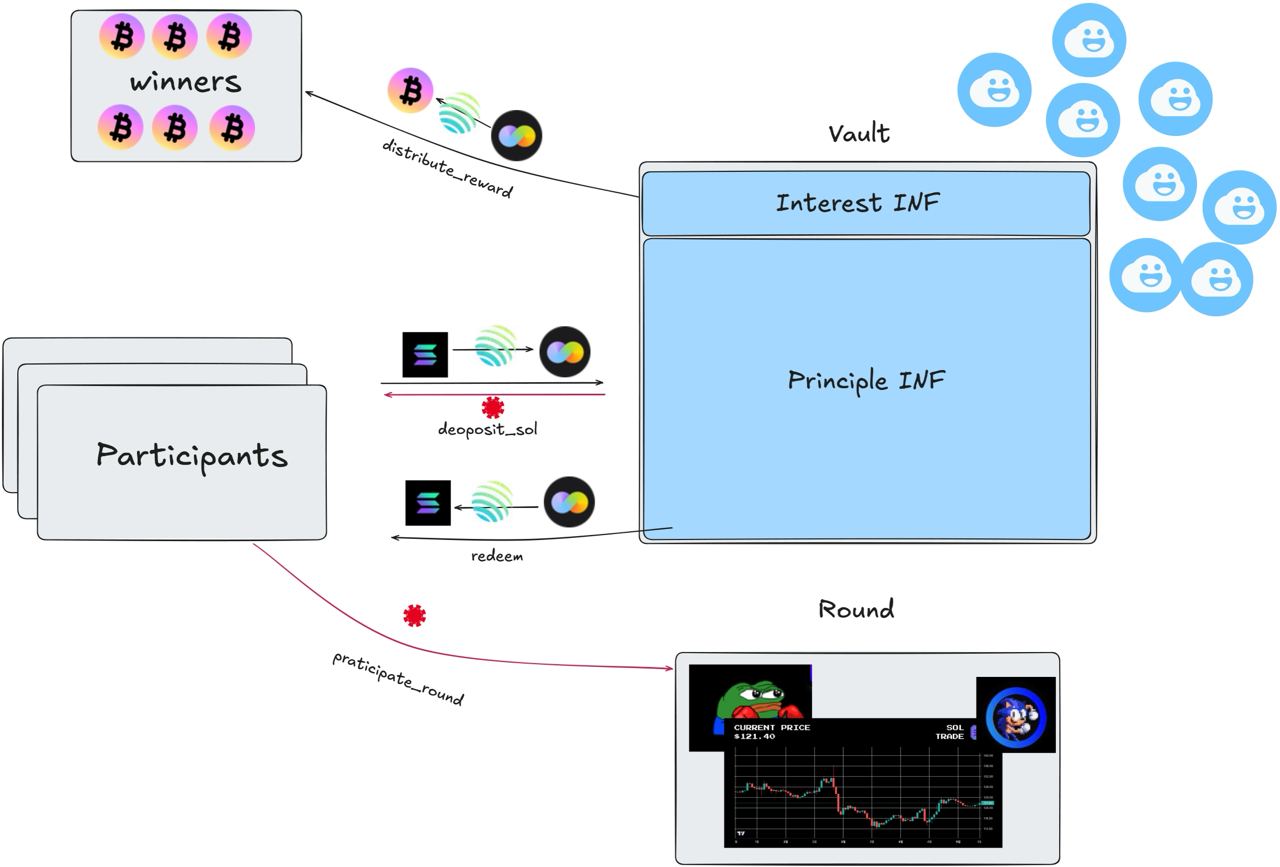 winners
distribute_reward
Vault
Interest INF
Principle INF
deoposit_sol
Participants
redeem
praticipate_round
Round
CURRENT PRICE
$121.40
SOL
TRADE